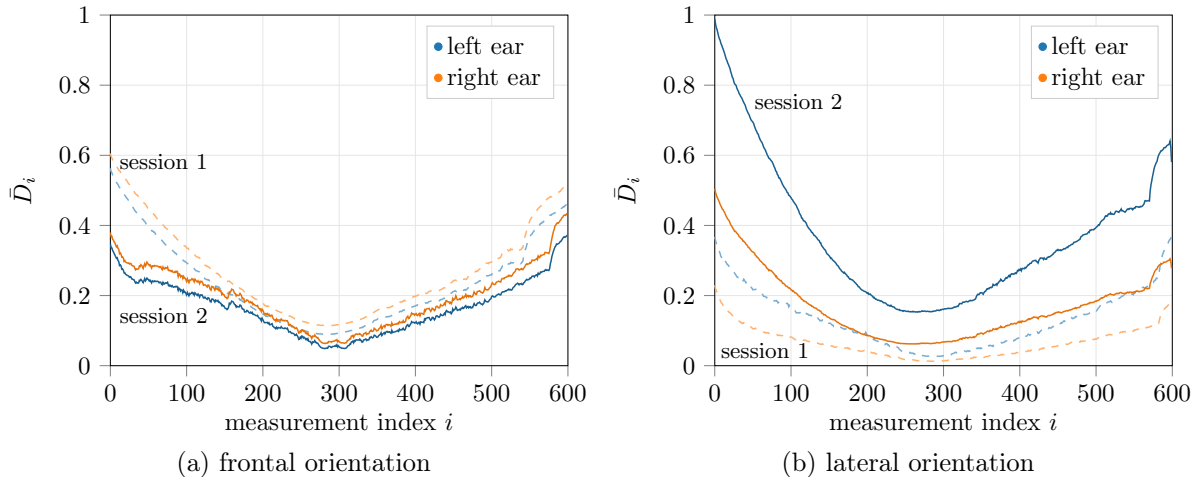 1
0.8
0.6
0.4
0.2
0
D̄ᵢ
left ear
right ear
session 1
session 2
0 100 200 300 400 500 600
measurement index i
(a) frontal orientation
1
0.8
0.6
0.4
0.2
0
D̄ᵢ
left ear
right ear
session 2
session 1
0 100 200 300 400 500 600
measurement index i
(b) lateral orientation